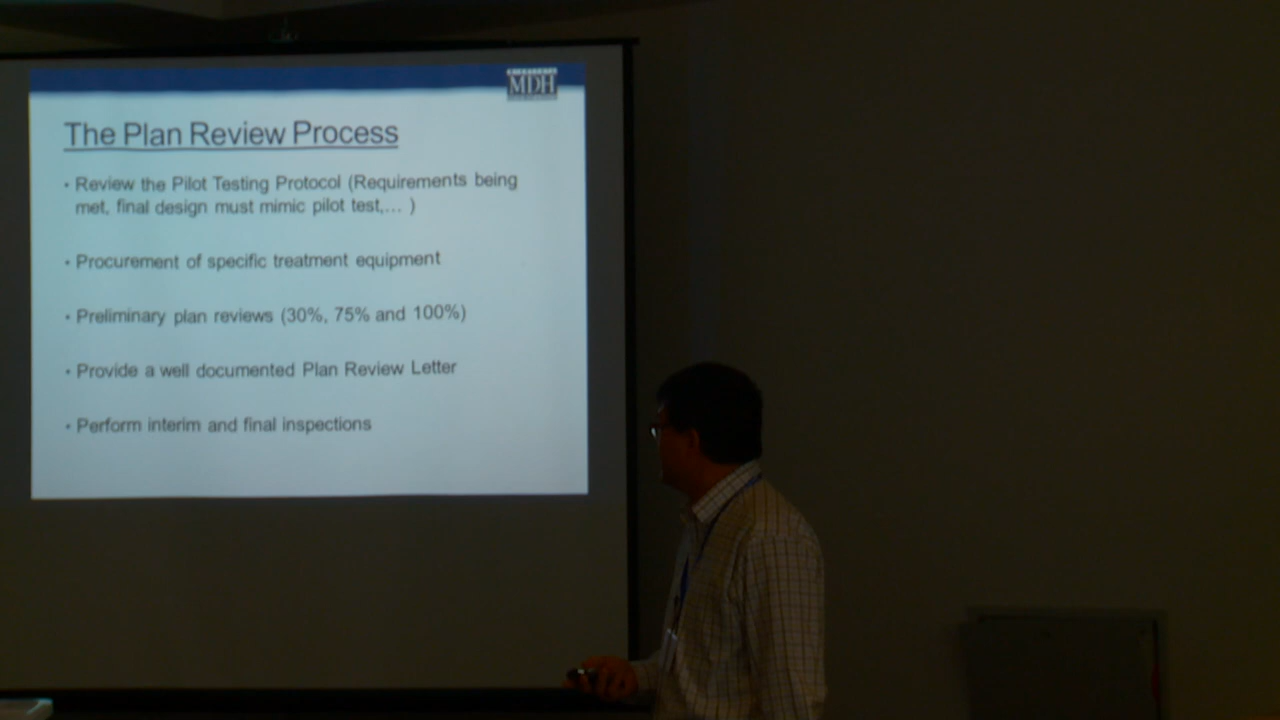 MDH
The Plan Review Process
• Review the Pilot Testing Protocol (Requirements being
met, final design must mimic pilot test,... )
• Procurement of specific treatment equipment
• Preliminary plan reviews (30%, 75% and 100%)
• Provide a well documented Plan Review Letter
• Perform interim and final inspections